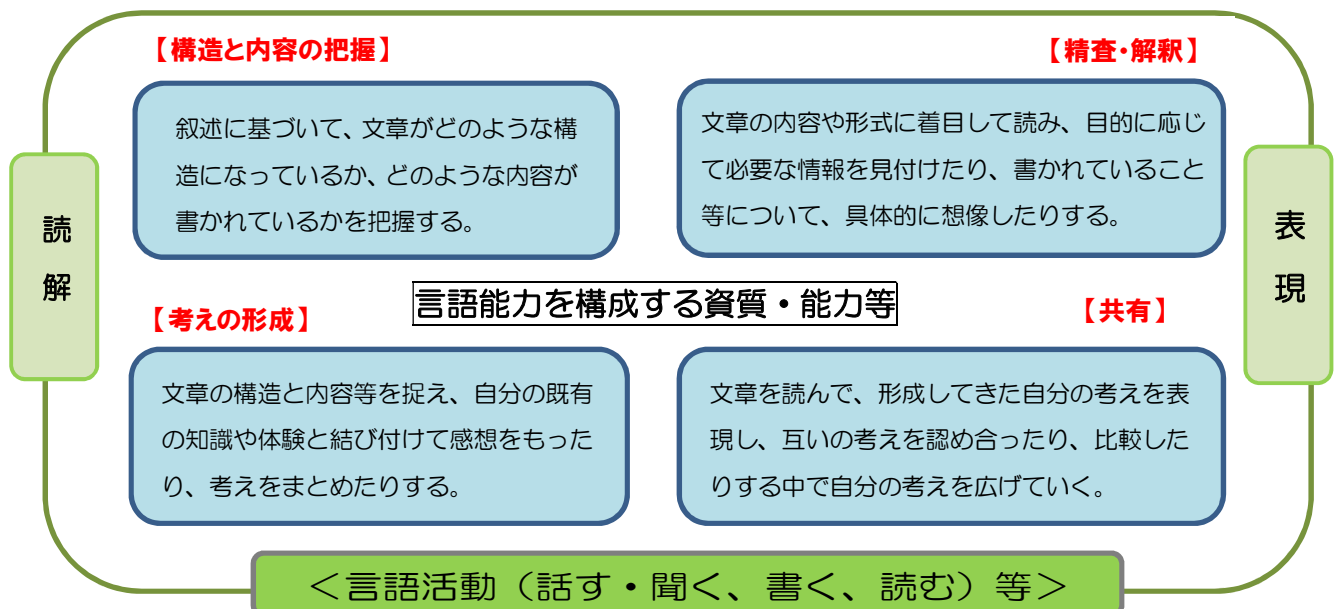 【構造と内容の把握】
叙述に基づいて、文章がどのような構
造になっているか、どのような内容が
書かれているかを把握する。
【精査・解釈】
文章の内容や形式に着目して読み、目的に応じ
て必要な情報を見付けたり、書かれていること
等について、具体的に想像したりする。
読
解
表
現
言語能力を構成する資質・能力等
【考えの形成】
文章の構造と内容等を捉え、自分の既有
の知識や体験と結び付けて感想をもった
り、考えをまとめたりする。
【共有】
文章を読んで、形成してきた自分の考えを表
現し、互いの考えを認め合ったり、比較した
りする中で自分の考えを広げていく。
＜言語活動（話す・聞く、書く、読む）等＞